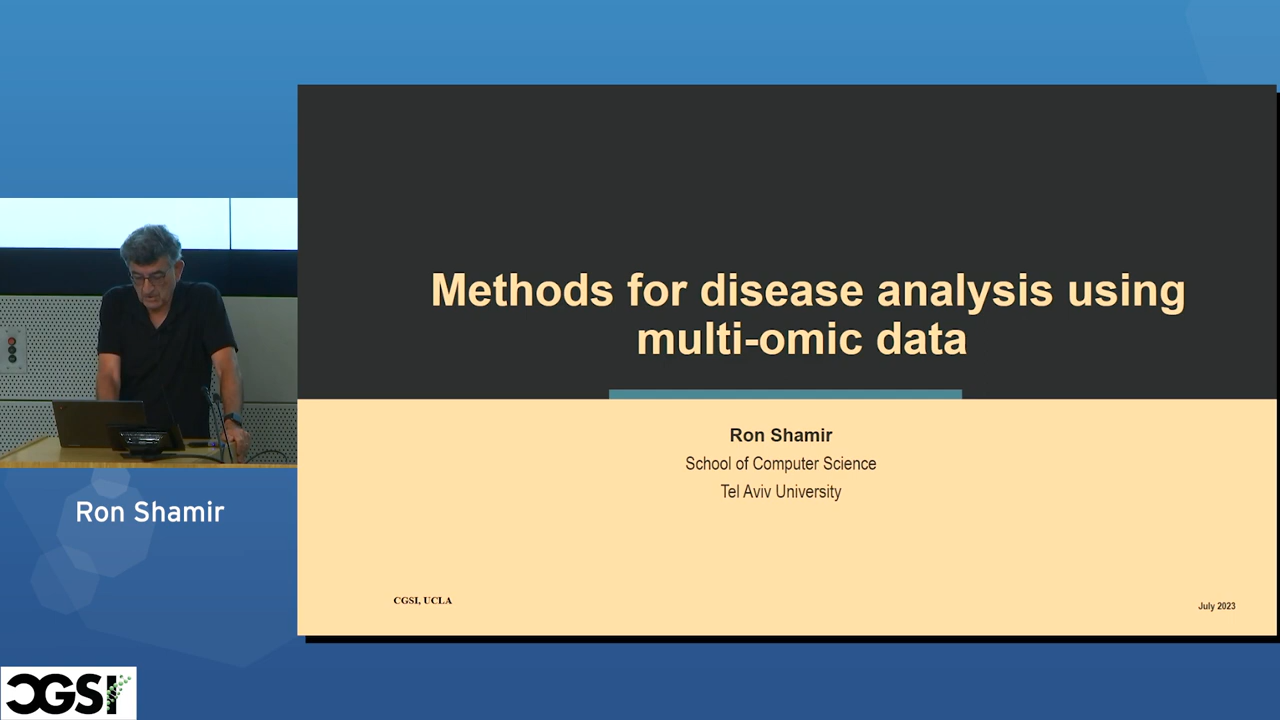 Methods for disease analysis using
multi-omic data
Ron Shamir
School of Computer Science
Tel Aviv University
CGSI, UCLA
July 2023
Ron Shamir
CGSI